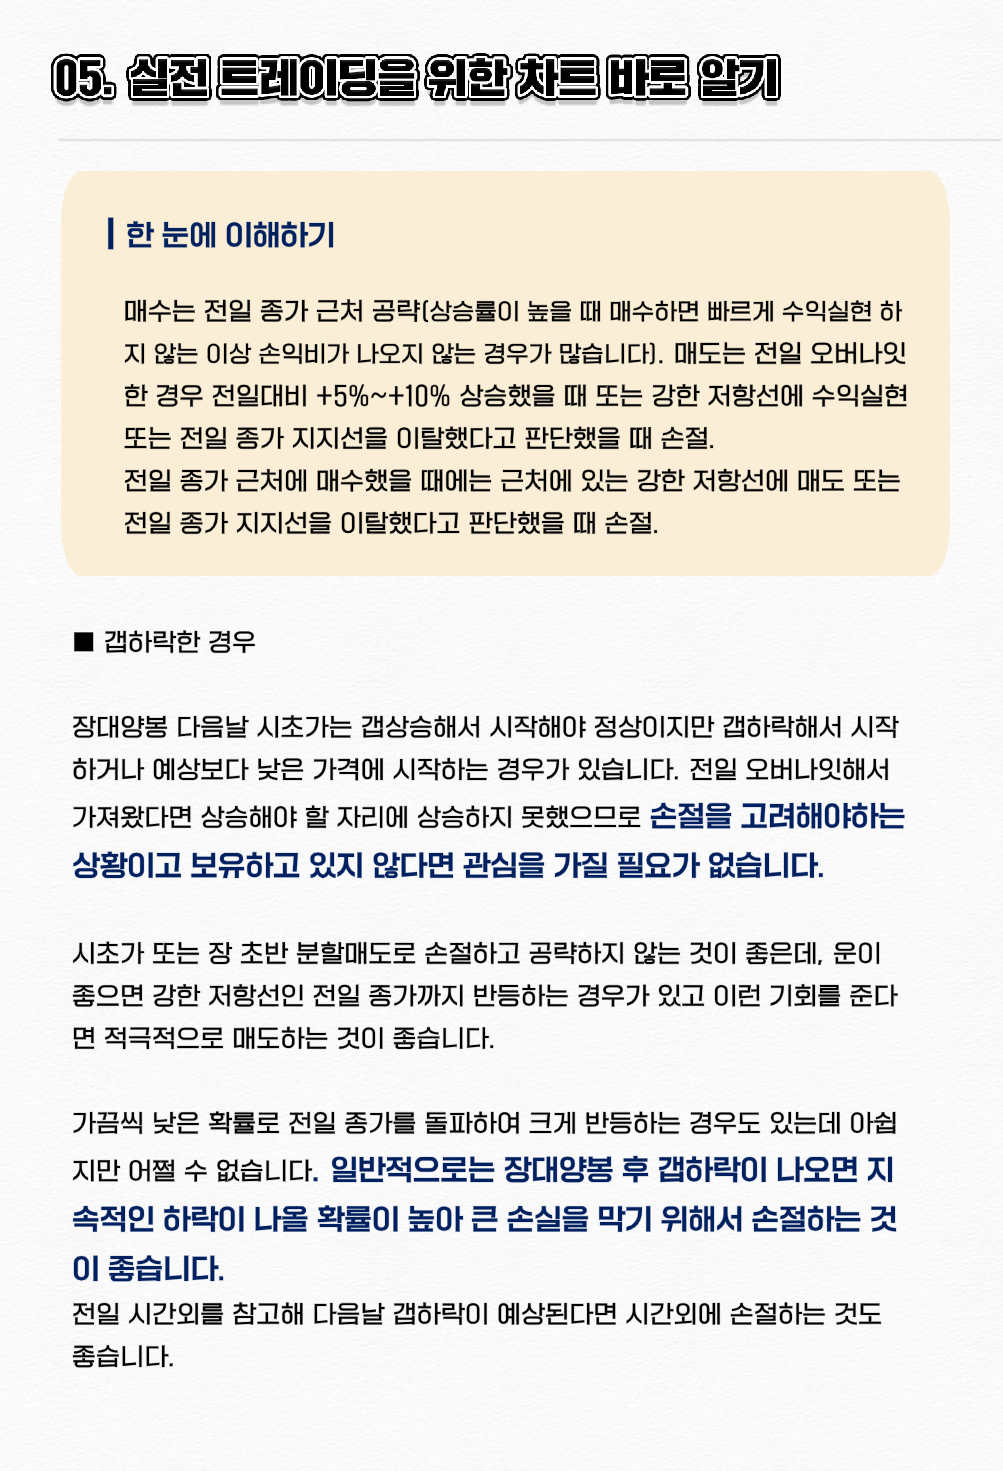 05. 실전 트레이딩을 위한 차트 바로 알기
한 눈에 이해하기
매수는 전일 종가 근처 공략(상승률이 높을 때 매수하면 빠르게 수익실현 하
지 않는 이상 손익비가 나오지 않는 경우가 많습니다). 매도는 전일 오버나잇
한 경우 전일대비 +5%~+10% 상승했을 때 또는 강한 저항선에 수익실현
또는 전일 종가 지지선을 이탈했다고 판단했을 때 손절.
전일 종가 근처에 매수했을 때에는 근처에 있는 강한 저항선에 매도 또는
전일 종가 지지선을 이탈했다고 판단했을 때 손절.
■ 갭하락한 경우
장대양봉 다음날 시초가는 갭상승해서 시작해야 정상이지만 갭하락해서 시작
하거나 예상보다 낮은 가격에 시작하는 경우가 있습니다. 전일 오버나잇해서
가져왔다면 상승해야 할 자리에 상승하지 못했으므로 손절을 고려해야하는
상황이고 보유하고 있지 않다면 관심을 가질 필요가 없습니다.
시초가 또는 장 초반 분할매도로 손절하고 공략하지 않는 것이 좋은데, 운이
좋으면 강한 저항선인 전일 종가까지 반등하는 경우가 있고 이런 기회를 준다
면 적극적으로 매도하는 것이 좋습니다.
가끔씩 낮은 확률로 전일 종가를 돌파하여 크게 반등하는 경우도 있는데 아쉽
지만 어쩔 수 없습니다. 일반적으로는 장대양봉 후 갭하락이 나오면 지
속적인 하락이 나올 확률이 높아 큰 손실을 막기 위해서 손절하는 것
이 좋습니다.
전일 시간외를 참고해 다음날 갭하락이 예상된다면 시간외에 손절하는 것도
좋습니다.